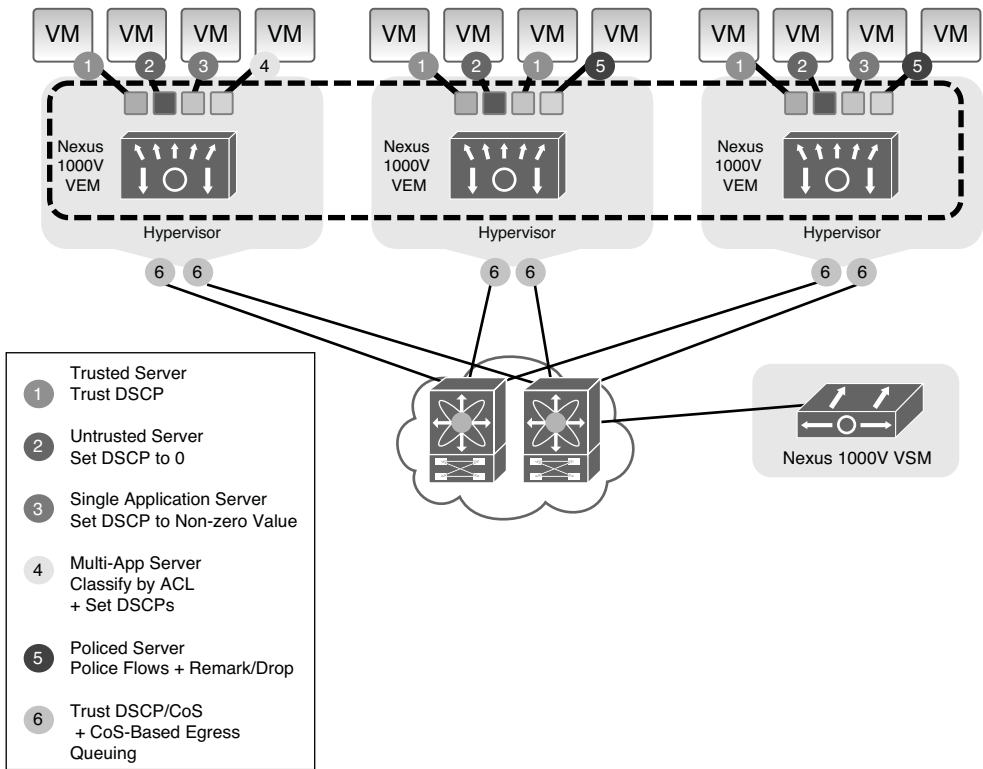 VM VM VM VM VM VM VM VM VM VM VM VM
1 2 3 4 1 2 1 5 1 2 3 5
Nexus
1000V
VEM
Nexus
1000V
VEM
Nexus
1000V
VEM
Hypervisor Hypervisor Hypervisor
6 6 6 6 6 6
1 Trusted Server
Trust DSCP
2 Untrusted Server
Set DSCP to 0
3 Single Application Server
Set DSCP to Non-zero Value
4 Multi-App Server
Classify by ACL
+ Set DSCPs
5 Policed Server
Police Flows + Remark/Drop
6 Trust DSCP/CoS
+ CoS-Based Egress
Queuing
Nexus 1000V VSM